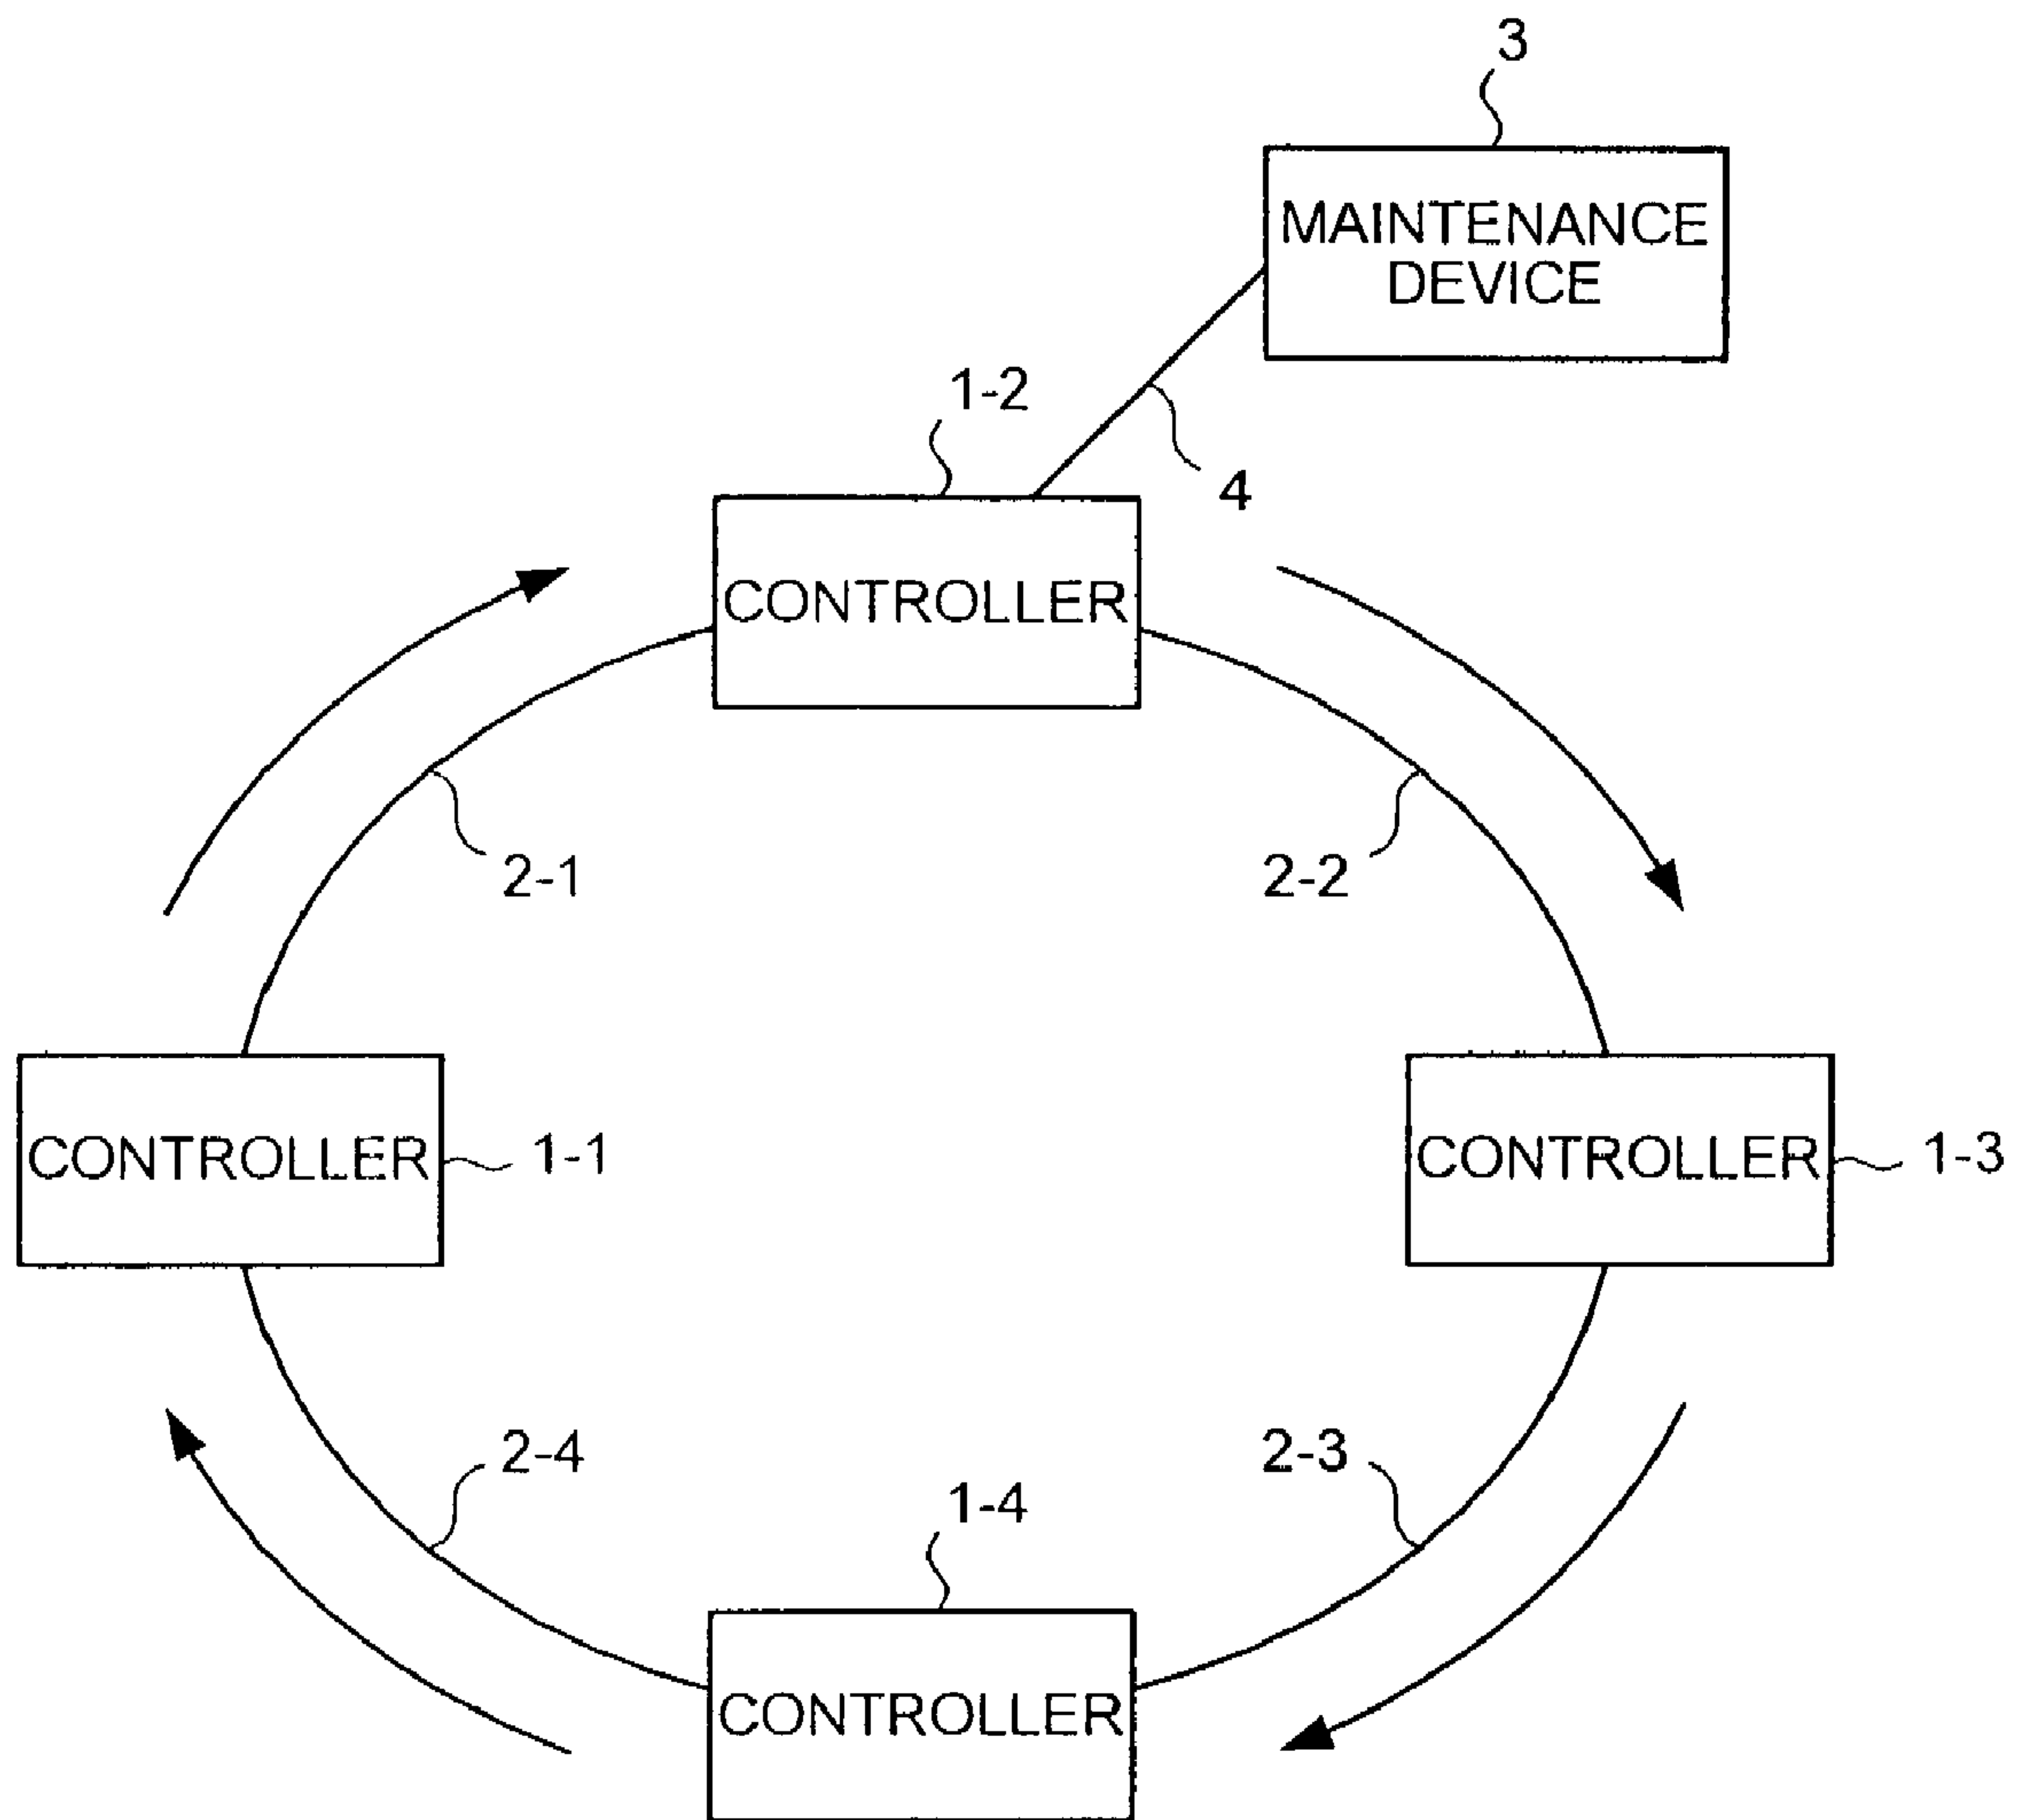 3
MAINTENANCE
DEVICE
1-2
4
CONTROLLER
2-1
2-2
CONTROLLER
1-1
CONTROLLER
1-3
2-4
2-3
1-4
CONTROLLER